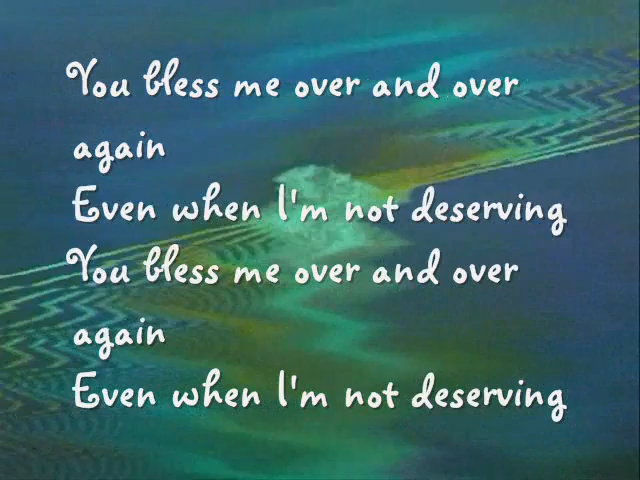 You bless me over and over
again
Even when I'm not deserving
You bless me over and over
again
Even when I'm not deserving